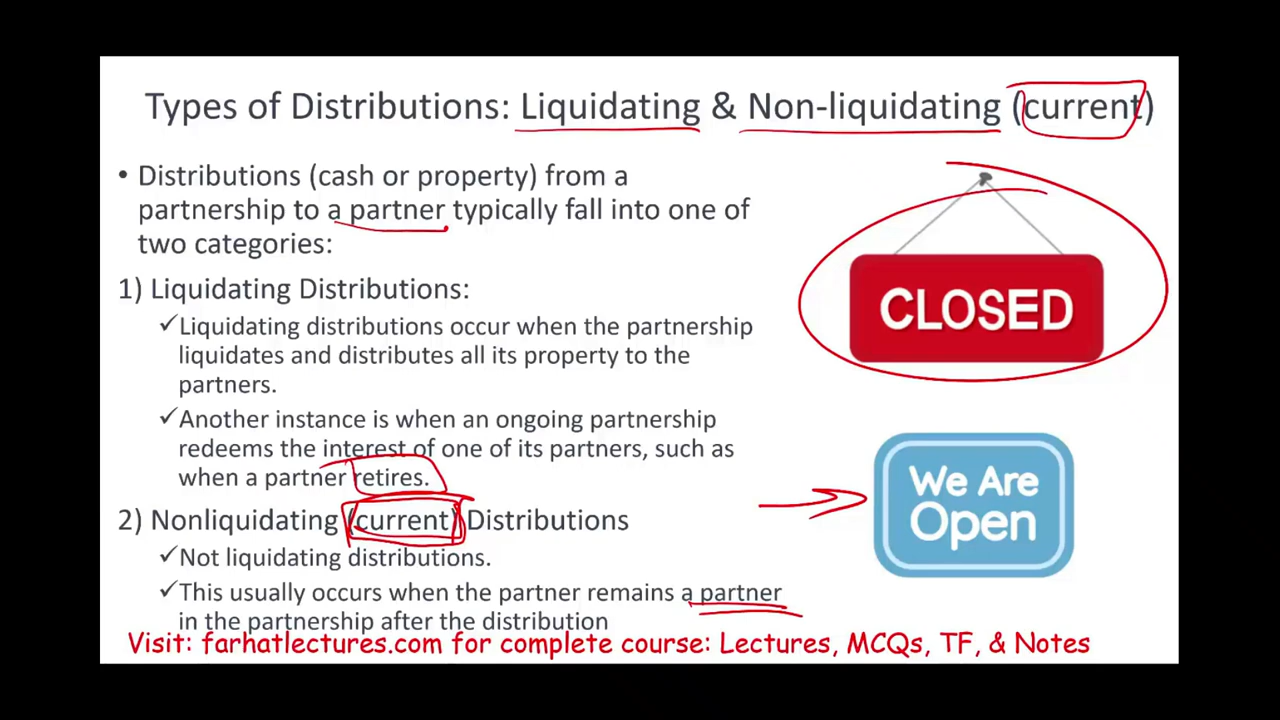 Types of Distributions: Liquidating & Non-liquidating (current)
• Distributions (cash or property) from a
partnership to a partner typically fall into one of
two categories:
1) Liquidating Distributions:
✓Liquidating distributions occur when the partnership
liquidates and distributes all its property to the
partners.
✓Another instance is when an ongoing partnership
redeems the interest of one of its partners, such as
when a partner retires.
2) Nonliquidating (current) Distributions
✓Not liquidating distributions.
✓This usually occurs when the partner remains a partner
in the partnership after the distribution
CLOSED
We Are
Open
Visit: farhatlectures.com for complete course: Lectures, MCQs, TF, & Notes